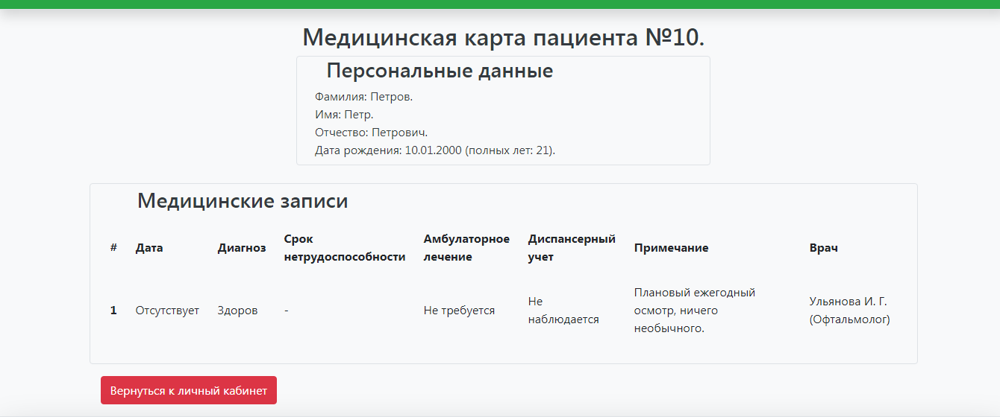 Медицинская карта пациента №10.
Персональные данные
Фамилия: Петров.
Имя: Петр.
Отчество: Петрович.
Дата рождения: 10.01.2000 (полных лет: 21).
Медицинские записи
# Дата Диагноз Срок нетрудоспособности Амбулаторное лечение Диспансерный учет Примечание Врач
1 Отсутствует Здоров - Не требуется Не наблюдается Плановый ежегодный осмотр, ничего необычного. Ульянова И. Г. (Офтальмолог)
Вернуться к личный кабинет